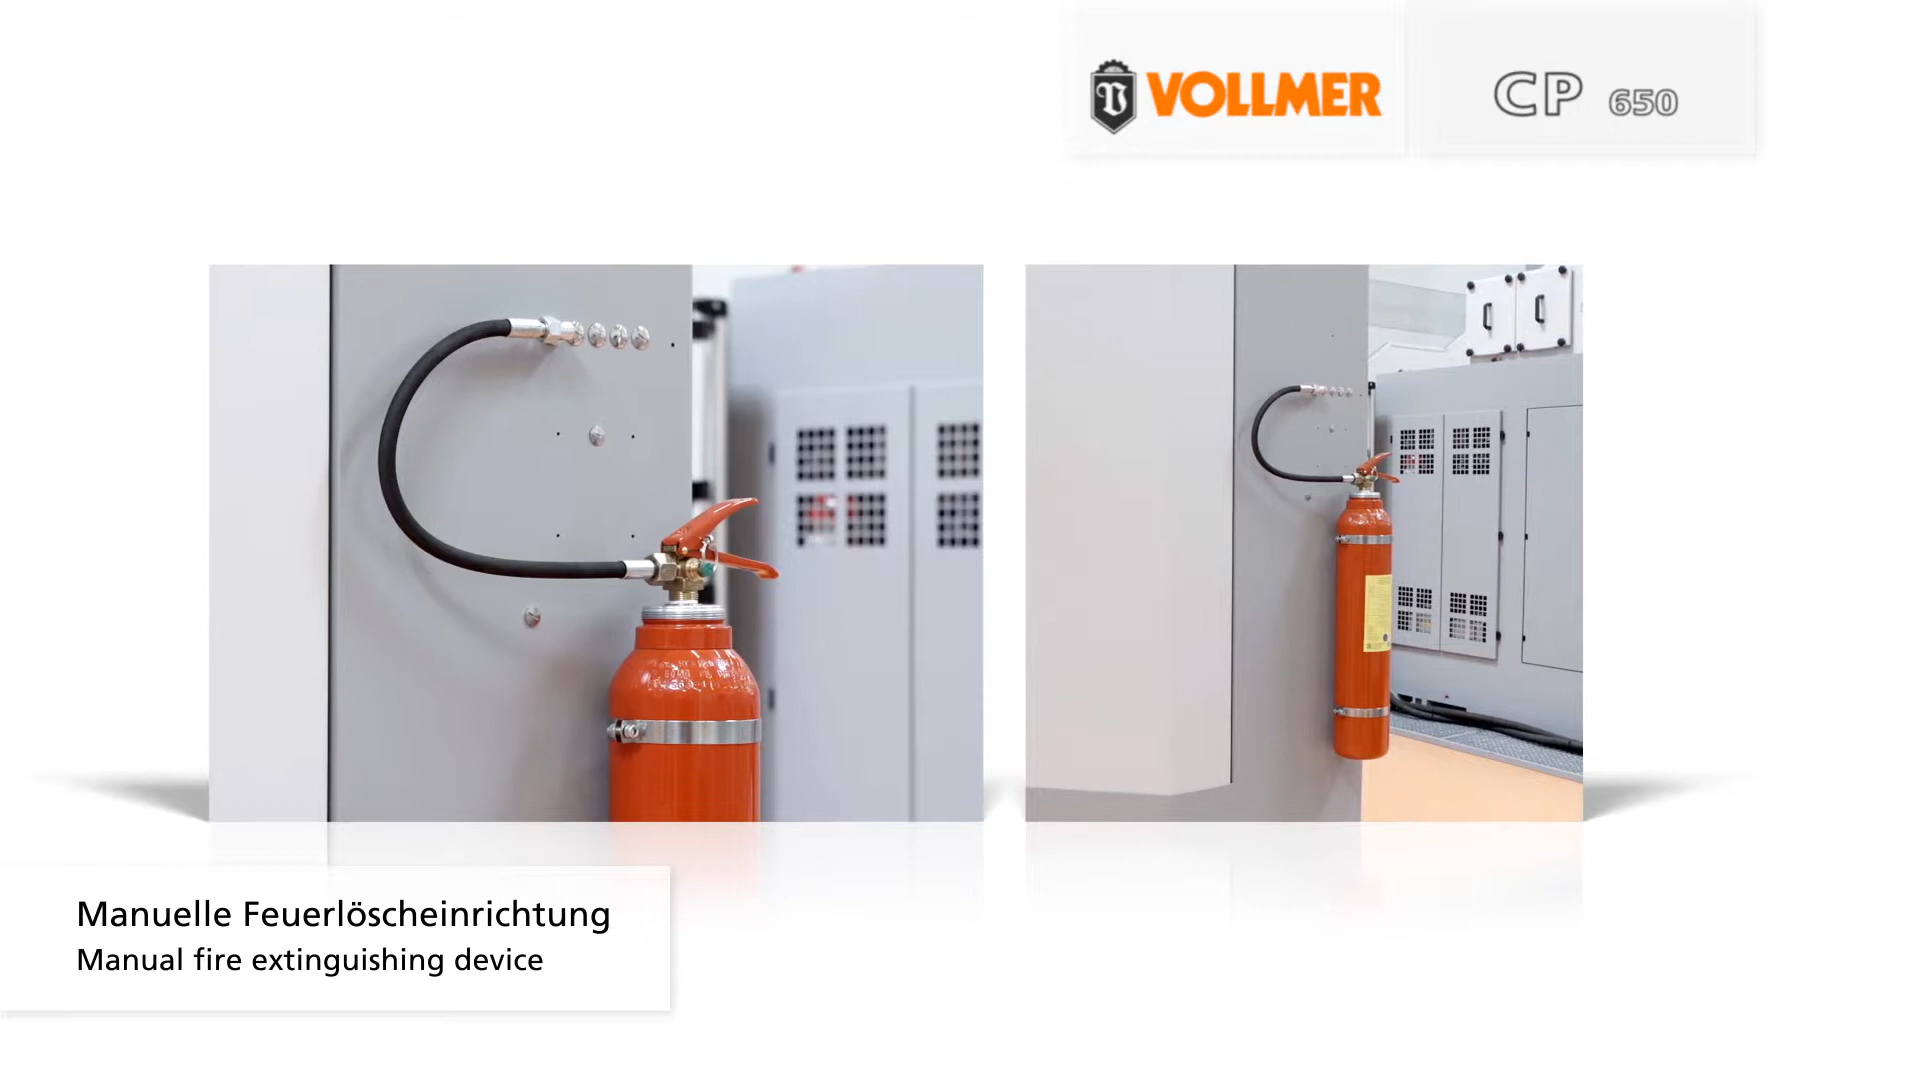 VOLLMER
CP 650
Manuelle Feuerlöscheinrichtung
Manual fire extinguishing device